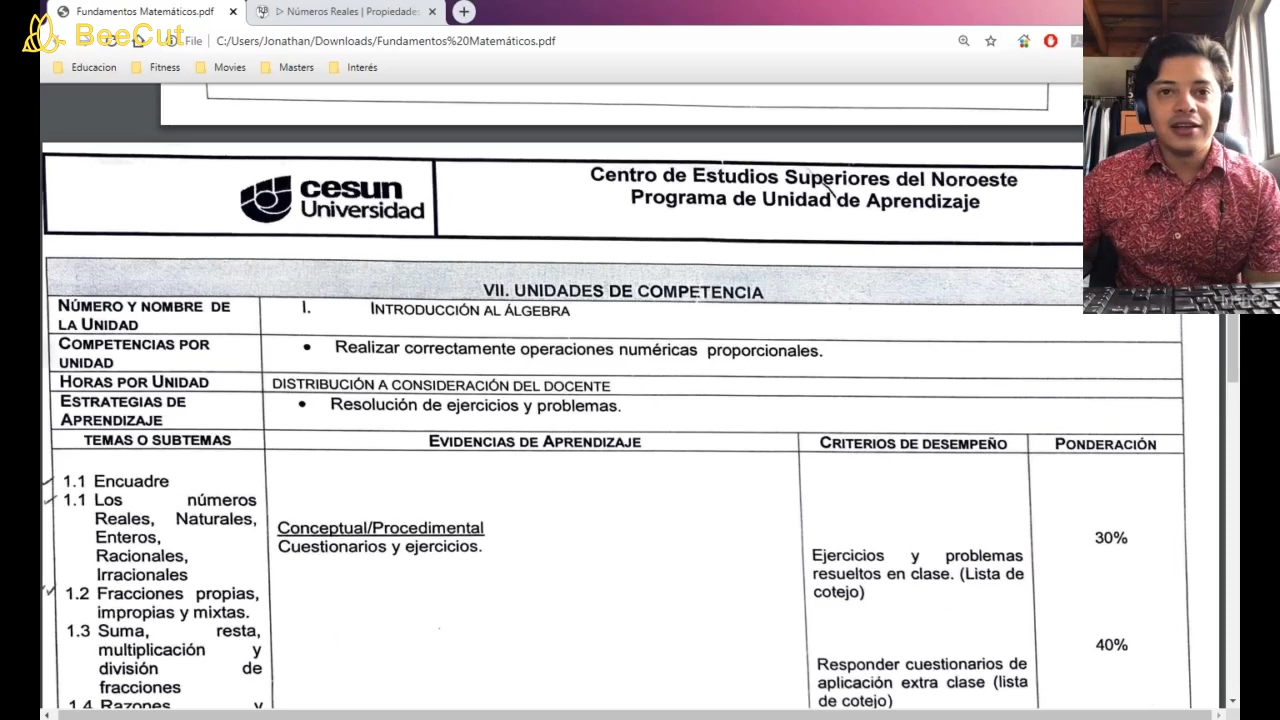 Fundamentos Matemáticos.pdf
▷ Números Reales | Propiedades
BeeCut
File C:/Users/Jonathan/Downloads/Fundamentos%20Matemáticos.pdf
Educacion Fitness Movies Masters Interés
cesun
Universidad
Centro de Estudios Superiores del Noroeste
Programa de Unidad de Aprendizaje
VII. UNIDADES DE COMPETENCIA
NÚMERO Y NOMBRE DE
LA UNIDAD
I. INTRODUCCIÓN AL ÁLGEBRA
COMPETENCIAS POR
UNIDAD
• Realizar correctamente operaciones numéricas proporcionales.
HORAS POR UNIDAD
DISTRIBUCIÓN A CONSIDERACIÓN DEL DOCENTE
ESTRATEGIAS DE
APRENDIZAJE
• Resolución de ejercicios y problemas.
TEMAS O SUBTEMAS
EVIDENCIAS DE APRENDIZAJE
CRITERIOS DE DESEMPEÑO
PONDERACIÓN
1.1 Encuadre
1.1 Los números
Reales, Naturales,
Enteros,
Racionales,
Irracionales
1.2 Fracciones propias,
impropias y mixtas.
1.3 Suma, resta,
multiplicación y
división de
fracciones
1.4 Razones y
Conceptual/Procedimental
Cuestionarios y ejercicios.
Ejercicios y problemas
resueltos en clase. (Lista de
cotejo)
Responder cuestionarios de
aplicación extra clase (lista
de cotejo)
30%
40%